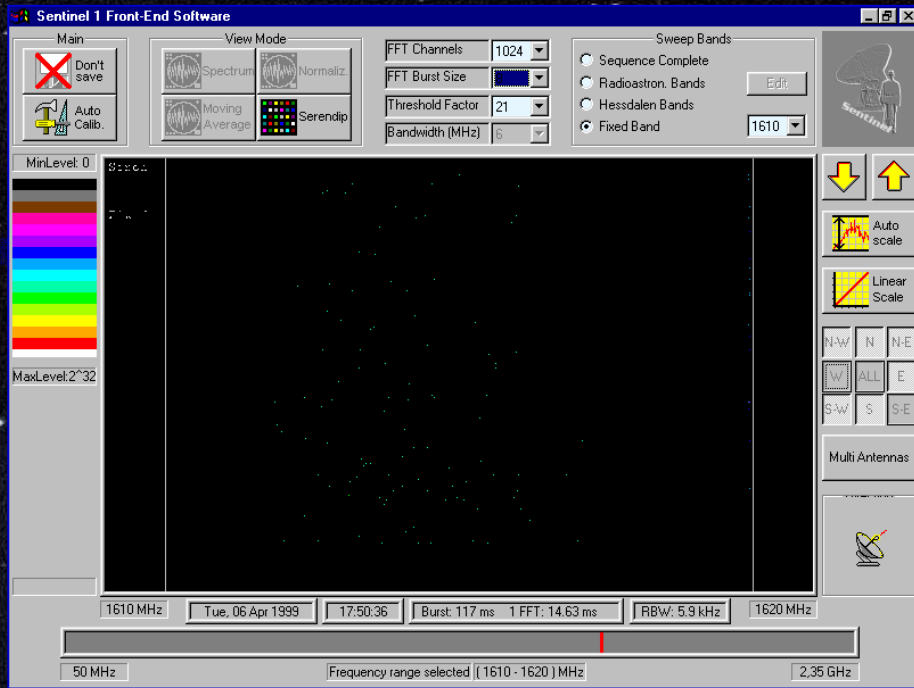 Sentinel 1 Front-End Software
Main
Don't save
Auto Calib.
View Mode
Spectrum
Normaliz.
Moving Average
Serendip
FFT Channels 1024
FFT Burst Size
Threshold Factor 21
Bandwidth (MHz) 6
Sweep Bands
Sequence Complete
Radioastron. Bands
Hessdalen Bands
Fixed Band
Edit
1610
Sentinel
MinLevel: 0
MaxLevel:2^32
Auto scale
Linear Scale
N-W N N-E
W ALL E
S-W S S-E
Multi Antennas
1610 MHz
Tue, 06 Apr 1999
17:50:36
Burst: 117 ms 1 FFT: 14.63 ms
RBW: 5.9 kHz
1620 MHz
50 MHz
Frequency range selected ( 1610 - 1620 ) MHz
2,35 GHz